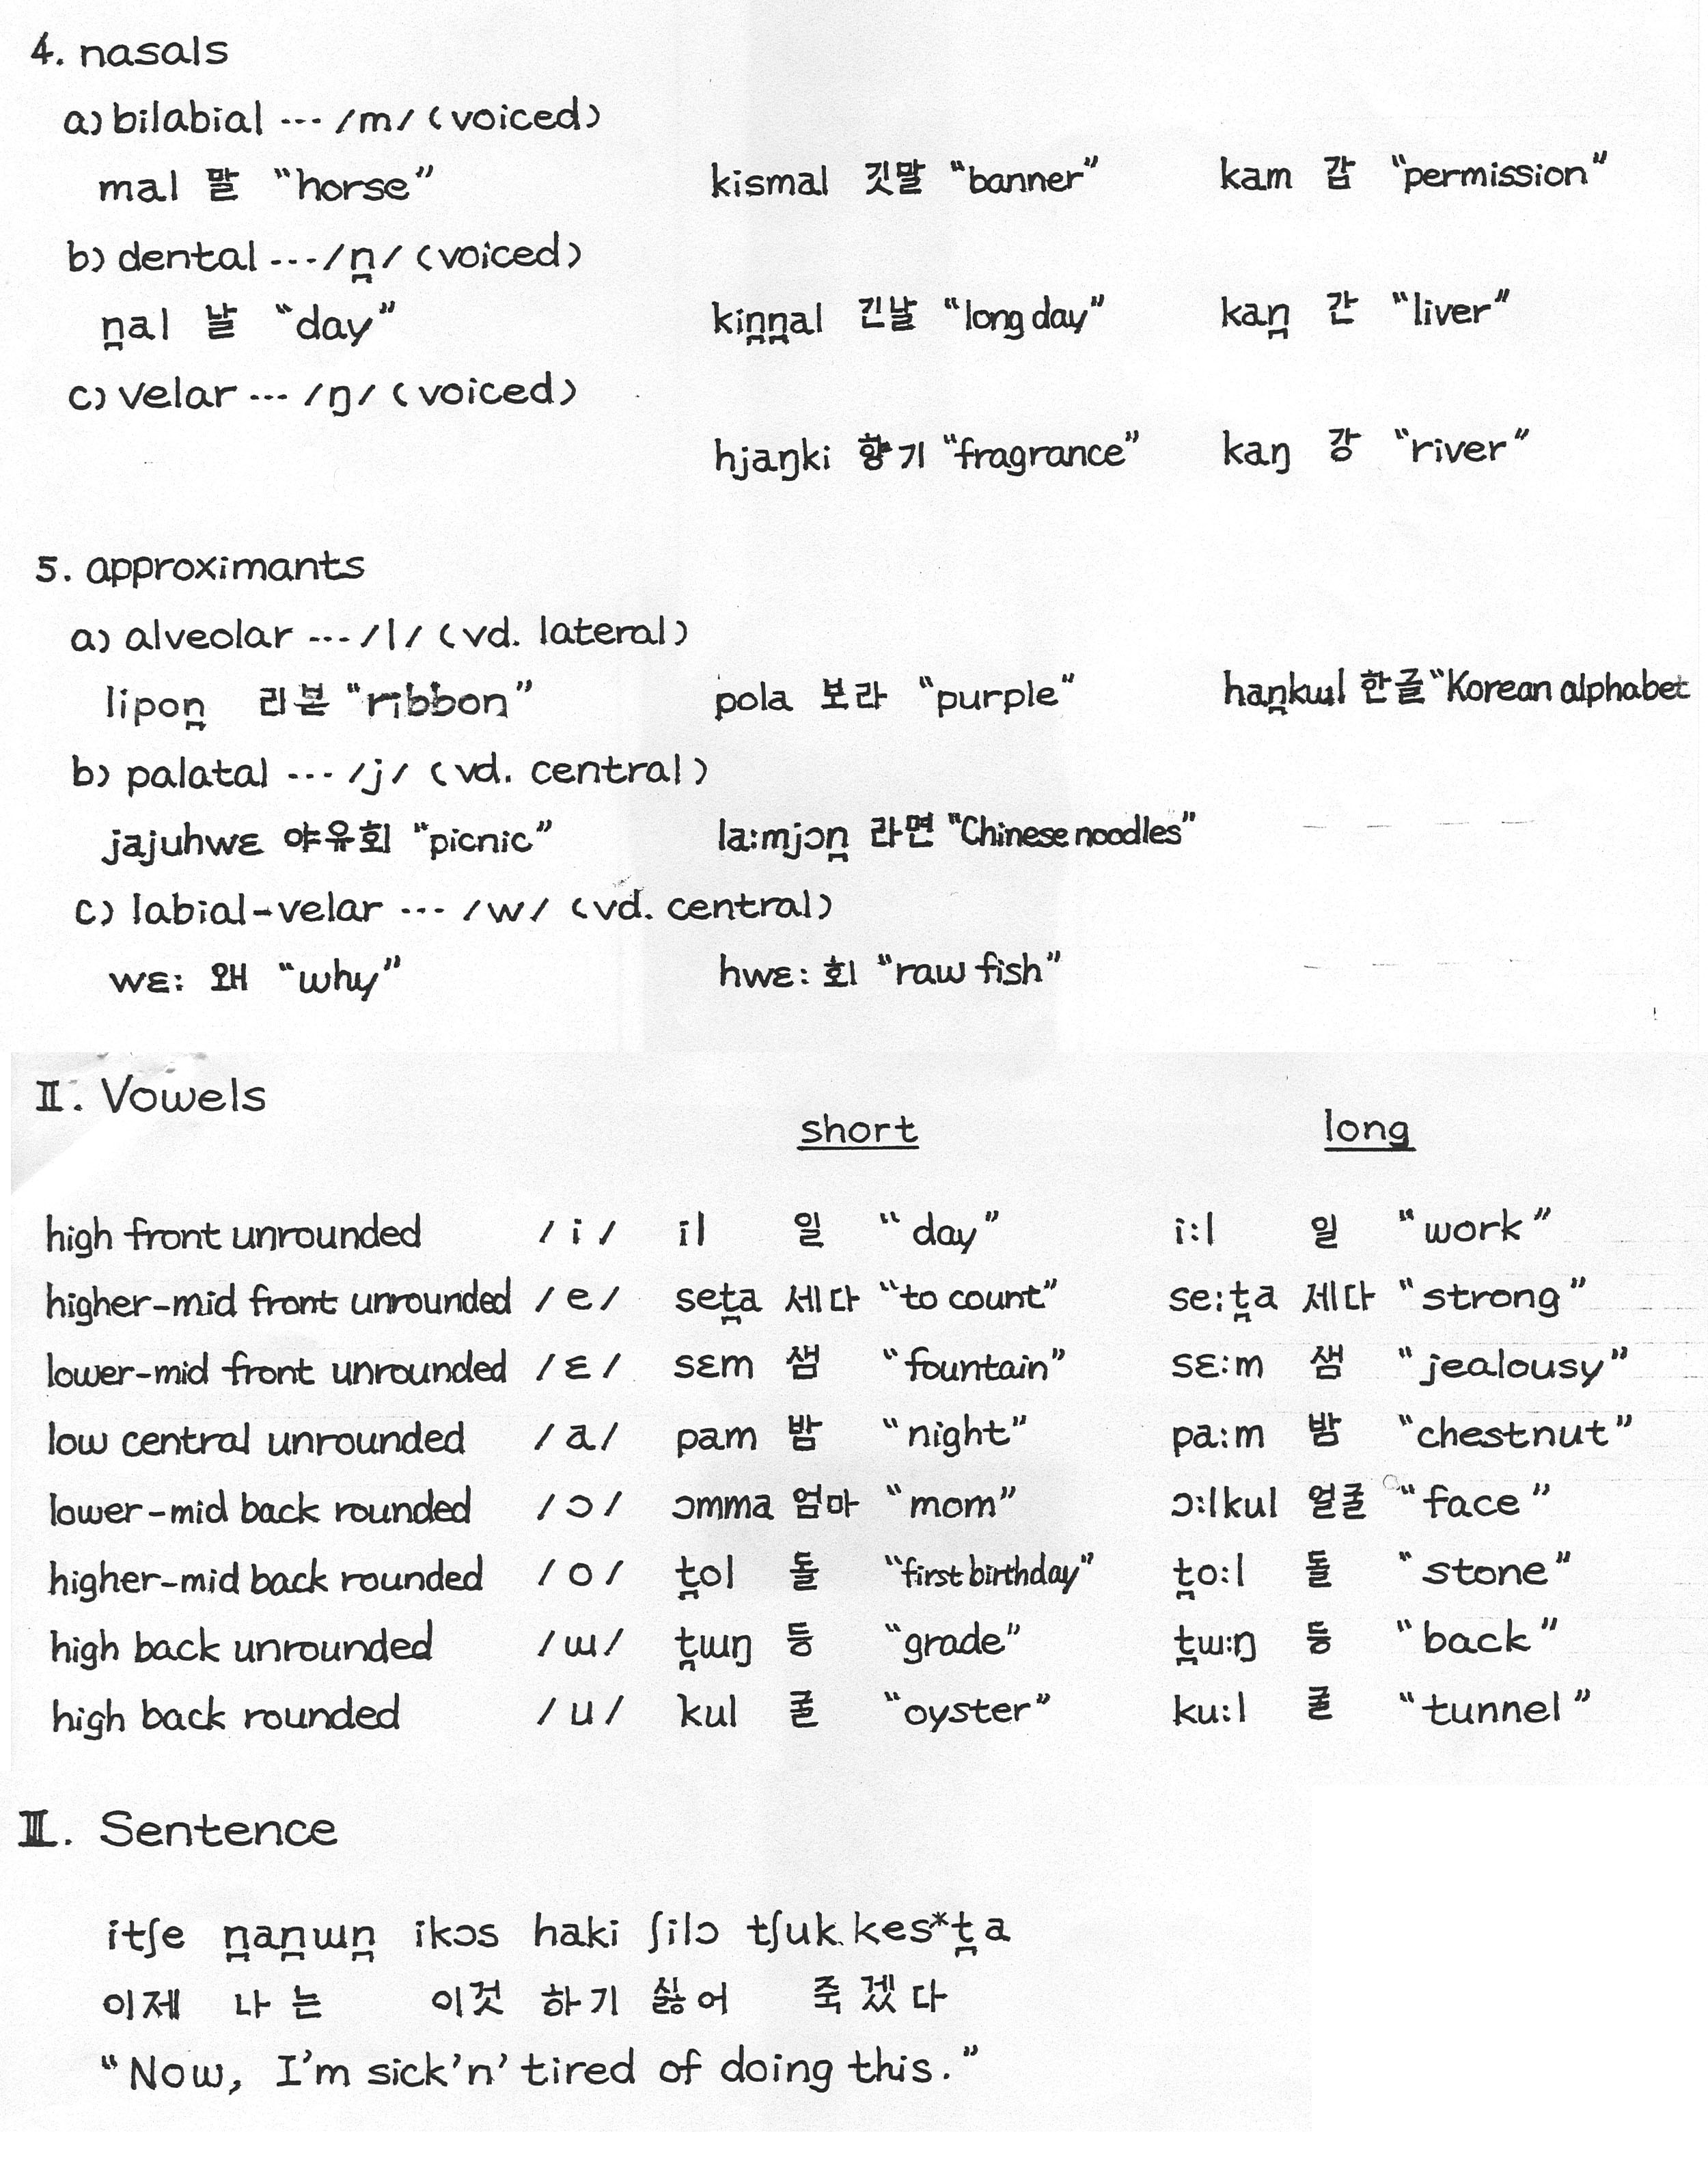 4. nasals
a) bilabial --- /m/ (voiced)
mal 말 “horse” kismal 깃말 “banner” kam 감 “permission”
b) dental --- /n̪/ (voiced)
n̪al 날 “day” kin̪n̪al 긴날 “long day” kan̪ 간 “liver”
c) velar --- /ŋ/ (voiced)
hjaŋki 향기 “fragrance” kaŋ 강 “river”
5. approximants
a) alveolar --- /l/ (vd. lateral)
lipon̪ 리본 “ribbon” pola 보라 “purple” han̪kɯl 한글 “Korean alphabet
b) palatal --- /j/ (vd. central)
jajuhwɛ 야유회 “picnic” la:mjɔn̪ 라면 “Chinese noodles”
c) labial-velar --- /w/ (vd. central)
wɛ: 왜 “why” hwɛ: 회 “raw fish”
II. Vowels
short long
high front unrounded /i/ il 일 “day” i:l 일 “work”
higher-mid front unrounded /e/ set̪a 세다 “to count” se:t̪a 세다 “strong”
lower-mid front unrounded /ɛ/ sɛm 샘 “fountain” sɛ:m 샘 “jealousy”
low central unrounded /a/ pam 밤 “night” pa:m 밤 “chestnut”
lower-mid back rounded /ɔ/ ɔmma 엄마 “mom” ɔ:lkul 얼굴 “face”
higher-mid back rounded /o/ t̪ol 돌 “first birthday” t̪o:l 돌 “stone”
high back unrounded /ɯ/ t̪ɯŋ 등 “grade” t̪ɯ:ŋ 등 “back”
high back rounded /u/ kul 굴 “oyster” ku:l 굴 “tunnel”
III. Sentence
itʃe n̪an̪ɯn̪ ikɔs haki ʃilɔ tʃuk kes*t̪a
이제 나는 이것 하기 싫어 죽겠다
“Now, I'm sick'n' tired of doing this.”